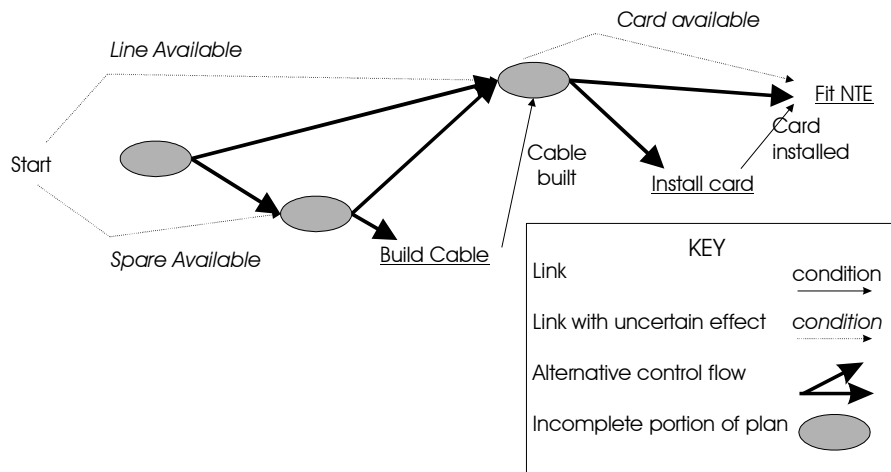 Card available
Line Available
Fit NTE
Card
installed
Start
Cable
built
Install card
Spare Available
Build Cable
KEY
Link
condition
Link with uncertain effect
condition
Alternative control flow
Incomplete portion of plan